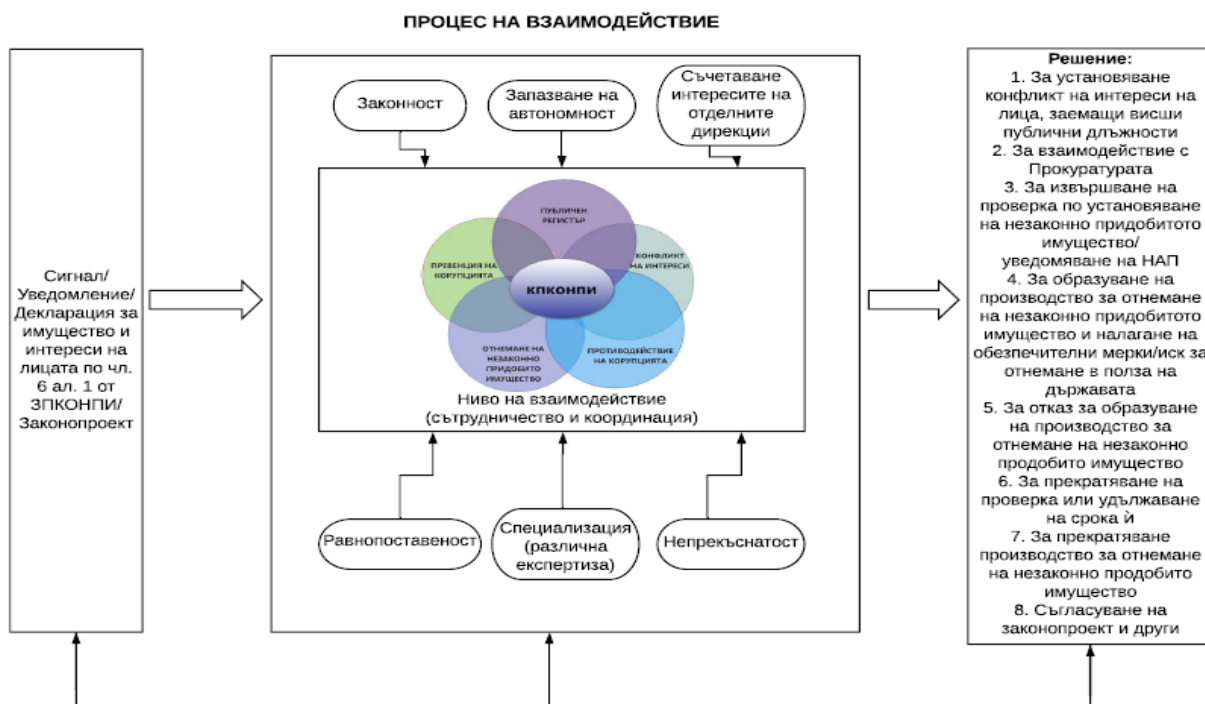 ПРОЦЕС НА ВЗАИМОДЕЙСТВИЕ
Сигнал/
Уведомление/
Декларация за
имущество и
интереси на
лицата по чл.
6 ал. 1 от
ЗПКОНПИ/
Законопроект
Законност
Запазване на
автономност
Съчетаване
интересите на
отделните
дирекции
ПУБЛИЧЕН
РЕГИСТЪР
ПРЕВЕНЦИЯ НА
КОРУПЦИЯТА
КОНФЛИКТ
НА ИНТЕРЕСИ
КПКОНПИ
ОТНЕМАНЕ НА
НЕЗАКОННО
ПРИДОБИТО
ИМУЩЕСТВО
ПРОТИВОДЕЙСТВИЕ
НА КОРУПЦИЯТА
Ниво на взаимодействие
(сътрудничество и координация)
Равнопоставеност
Специализация
(различна
експертиза)
Непрекъснатост
Решение:
1. За установяване
конфликт на интереси на
лица, заемащи висши
публични длъжности
2. За взаимодействие с
Прокуратурата
3. За извършване на
проверка по установяване
на незаконно придобитото
имущество/
уведомяване на НАП
4. За образуване на
производство за отнемане
на незаконно придобитото
имущество и налагане на
обезпечителни мерки/иск за
отнемане в полза на
държавата
5. За отказ за образуване
на производство за
отнемане на незаконно
продобито имущество
6. За прекратяване на
проверка или удължаване
на срока ѝ
7. За прекратяване
производство за отнемане
на незаконно продобито
имущество
8. Съгласуване на
законопроект и други